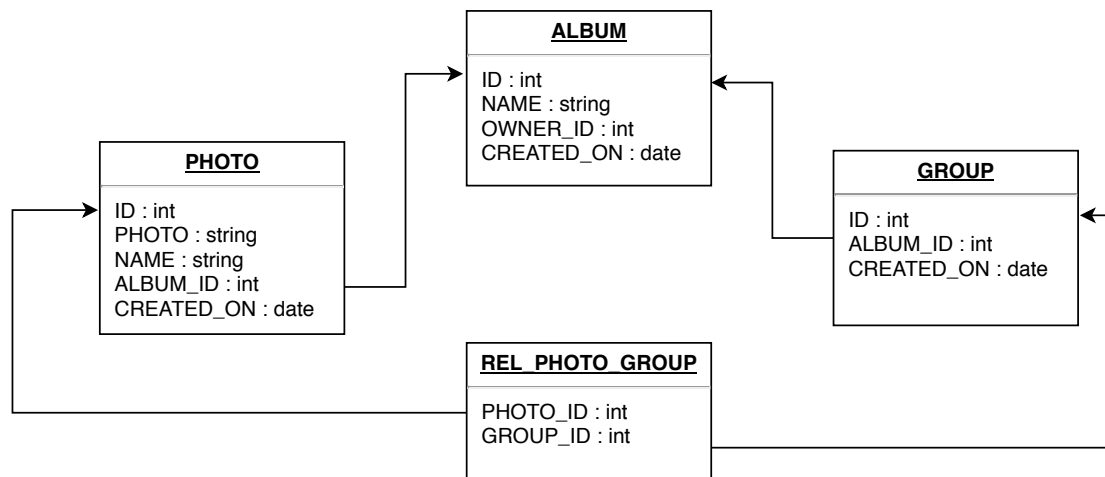 ALBUM
ID : int
NAME : string
OWNER_ID : int
CREATED_ON : date
PHOTO
ID : int
PHOTO : string
NAME : string
ALBUM_ID : int
CREATED_ON : date
GROUP
ID : int
ALBUM_ID : int
CREATED_ON : date
REL_PHOTO_GROUP
PHOTO_ID : int
GROUP_ID : int